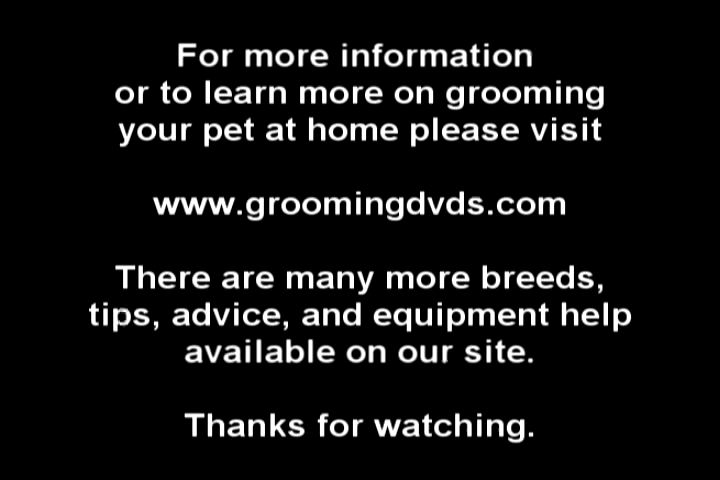 For more information
or to learn more on grooming
your pet at home please visit
www.groomingdvds.com
There are many more breeds,
tips, advice, and equipment help
available on our site.
Thanks for watching.